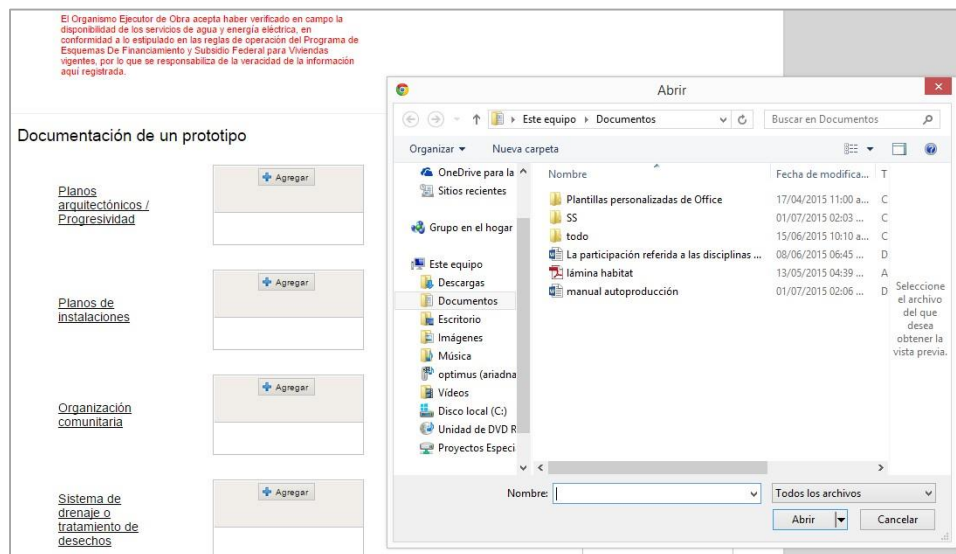 El Organismo Ejecutor de Obra acepta haber verificado en campo la
disponibilidad de los servicios de agua y energía eléctrica, en
conformidad a lo estipulado en las reglas de operación del Programa de
Esquemas De Financiamiento y Subsidio Federal para Viviendas
vigentes, por lo que se responsabiliza de la veracidad de la información
aquí registrada.
Documentación de un prototipo
Planos
arquitectónicos /
Progresividad
Agregar
Planos de
instalaciones
Agregar
Organización
comunitaria
Agregar
Sistema de
drenaje o
tratamiento de
desechos
Agregar
Abrir
Este equipo
Documentos
Buscar en Documentos
Organizar
Nueva carpeta
OneDrive para la
Sitios recientes
Grupo en el hogar
Este equipo
Descargas
Documentos
Escritorio
Imágenes
Música
optimus (ariadna
Vídeos
Disco local (C:)
Unidad de DVD R
Proyectos Especi
Nombre Fecha de modifica... T
Plantillas personalizadas de Office 17/04/2015 11:00 a... C
SS 01/07/2015 02:03 ... C
todo 15/06/2015 10:10 a... C
La participación referida a las disciplinas ... 08/06/2015 06:45 ... D
lámina habitat 13/05/2015 04:39 ... A
manual autoproducción 01/07/2015 02:06 ... D
Seleccione
el archivo
del que
desea
obtener la
vista previa.
Nombre:
Todos los archivos
Abrir
Cancelar